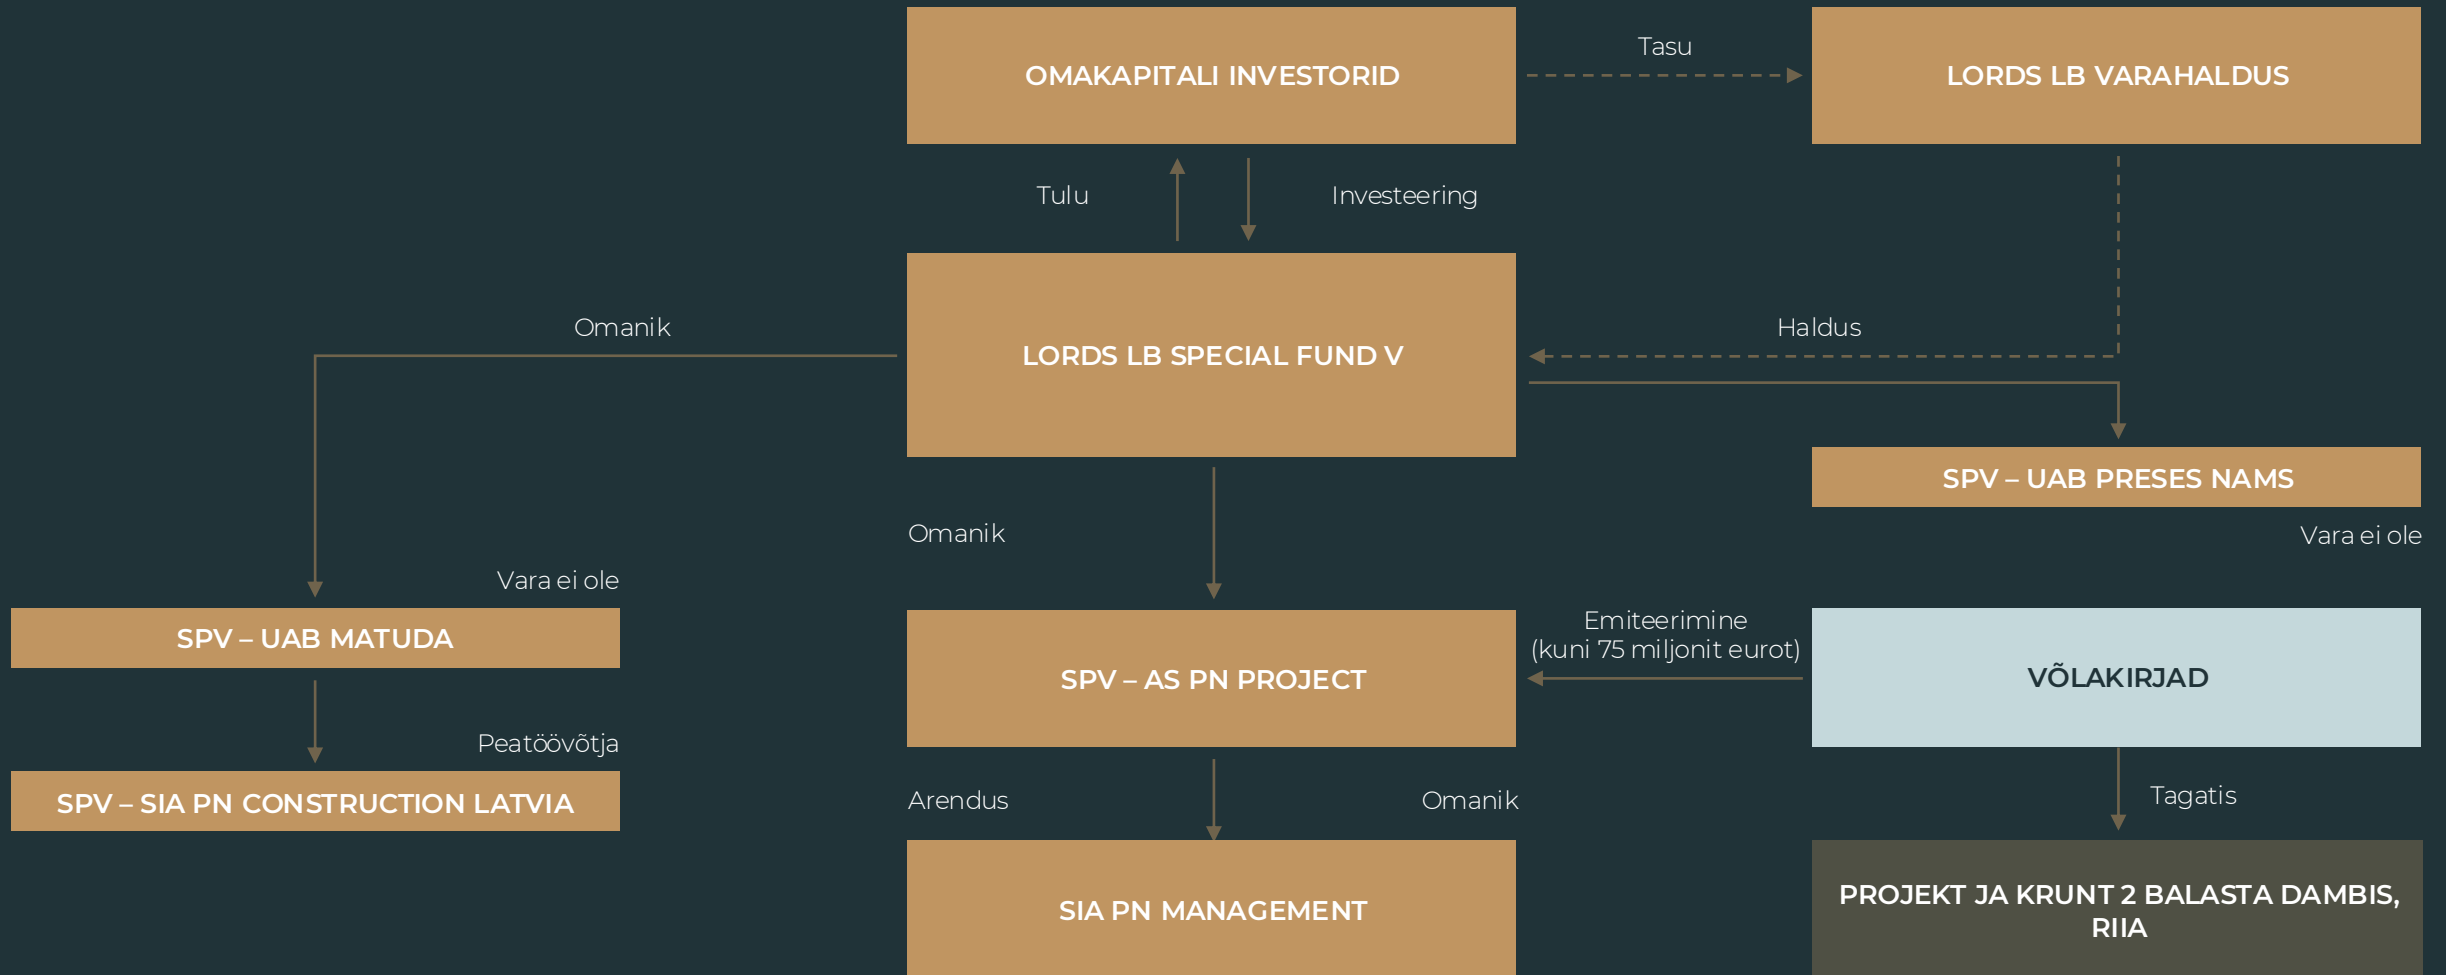 OMAKAPITALI INVESTORID
Tasu
LORDS LB VARAHALDUS
Tulu
Investeering
Omanik
LORDS LB SPECIAL FUND V
Haldus
SPV – UAB PRESES NAMS
Omanik
Vara ei ole
Vara ei ole
SPV – UAB MATUDA
SPV – AS PN PROJECT
Emiteerimine
(kuni 75 miljonit eurot)
VÕLAKIRJAD
Peatöövõtja
SPV – SIA PN CONSTRUCTION LATVIA
Arendus
Omanik
Tagatis
SIA PN MANAGEMENT
PROJEKT JA KRUNT 2 BALASTA DAMBIS,
RIIA